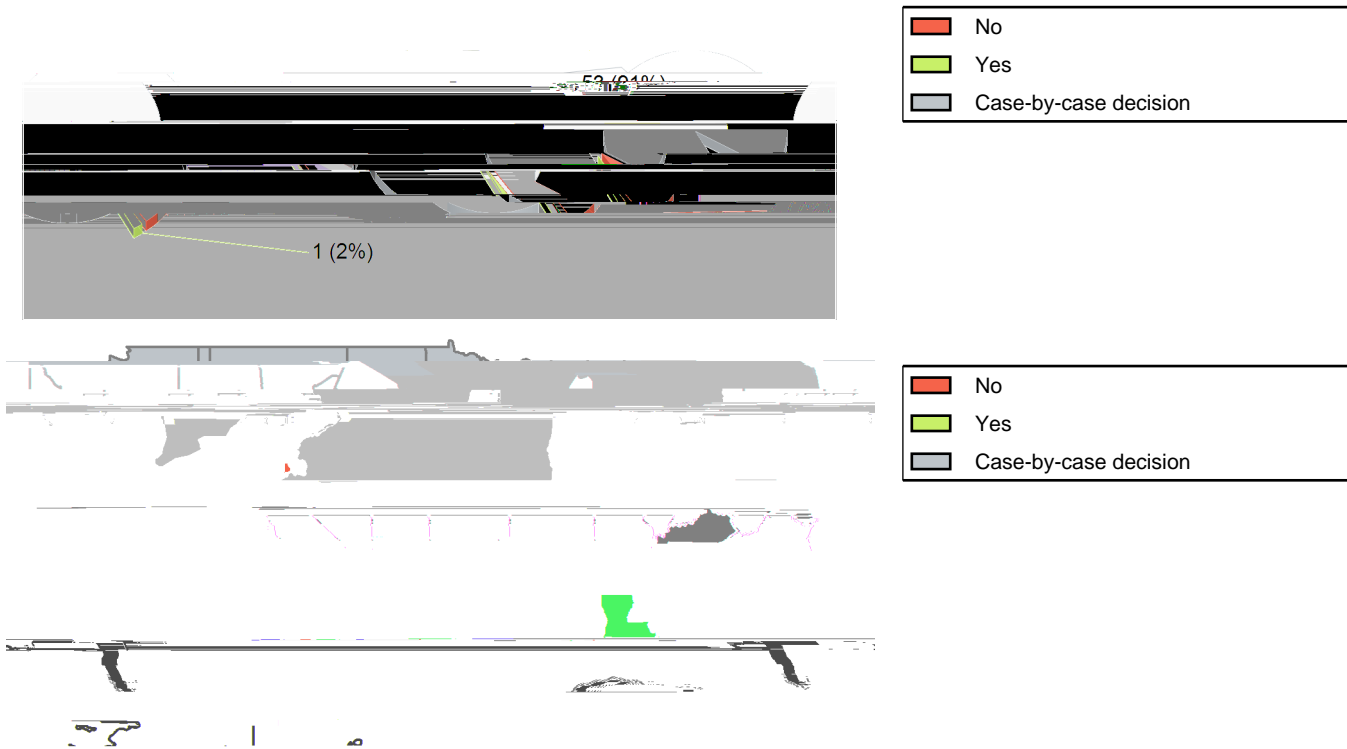 No
Yes
Case-by-case decision
1 (2%)
No
Yes
Case-by-case decision